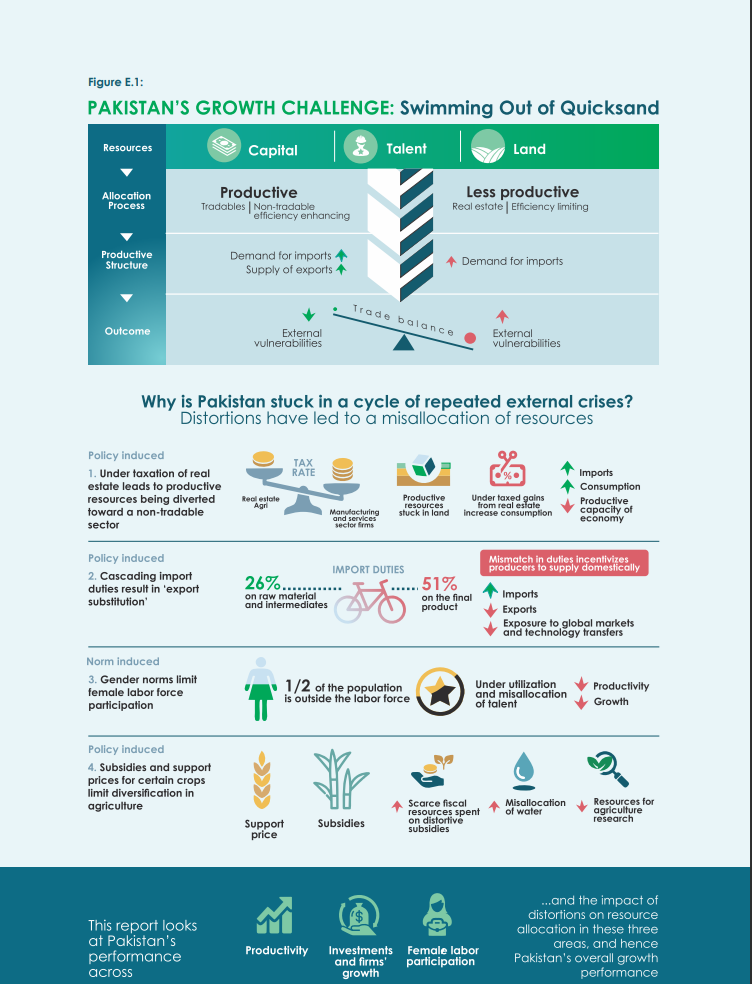 Figure E.1:
PAKISTAN'S GROWTH CHALLENGE: Swimming Out of Quicksand
Resources
Capital
Talent
Land
Allocation
Process
Productive
Tradables | Non-tradable
efficiency enhancing
Less productive
Real estate | Efficiency limiting
Productive
Structure
Demand for imports
Supply of exports
Demand for imports
Outcome
External
vulnerabilities
Trade balance
External
vulnerabilities
Why is Pakistan stuck in a cycle of repeated external crises?
Distortions have led to a misallocation of resources
Policy induced
1. Under taxation of real
estate leads to productive
resources being diverted
toward a non-tradable
sector
TAX
RATE
Real estate
Agri
Manufacturing
and services
sector firms
Productive
resources
stuck in land
%
Under taxed gains
from real estate
increase consumption
Imports
Consumption
Productive
capacity of
economy
Policy induced
2. Cascading import
duties result in 'export
substitution'
IMPORT DUTIES
26%
on raw material
and intermediates
51%
on the final
product
Mismatch in duties incentivizes
producers to supply domestically
Imports
Exports
Exposure to global markets
and technology transfers
Norm induced
3. Gender norms limit
female labor force
participation
1/2 of the population
is outside the labor force
Under utilization
and misallocation
of talent
Productivity
Growth
Policy induced
4. Subsidies and support
prices for certain crops
limit diversification in
agriculture
Support
price
Subsidies
Scarce fiscal
resources spent
on distortive
subsidies
Misallocation
of water
Resources for
agriculture
research
This report looks
at Pakistan's
performance
across
Productivity
$
Investments
and firms'
growth
Female labor
participation
...and the impact of
distortions on resource
allocation in these three
areas, and hence
Pakistan's overall growth
performance